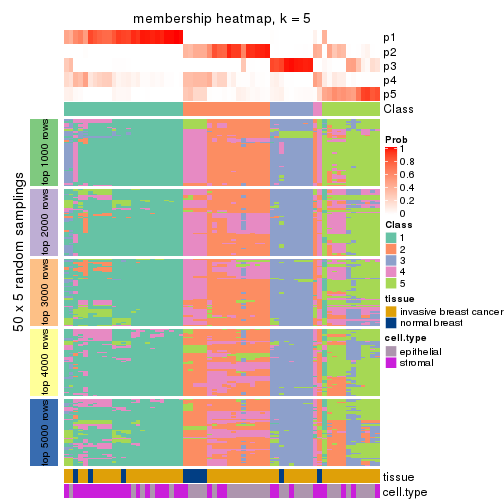 membership heatmap, k = 5
p1
p2
p3
p4
p5
Class
50 x 5 random samplings
top 1000 rows
top 2000 rows
top 3000 rows
top 4000 rows
top 5000 rows
Prob
1
0.8
0.6
0.4
0.2
0
Class
1
2
3
4
5
tissue
invasive breast cancer
normal breast
cell.type
epithelial
stromal
tissue
cell.type